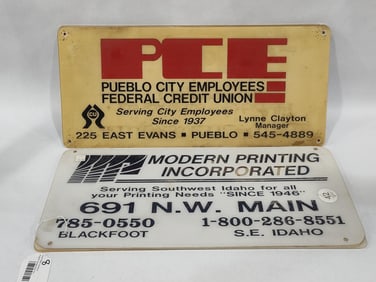 PCE
PUEBLO CITY EMPLOYEES
FEDERAL CREDIT UNION
Serving City Employees
Since 1937
Lynne Clayton
Manager
CU
225 EAST EVANS • PUEBLO • 545-4889
MODERN PRINTING
INCORPORATED
Serving Southwest Idaho for all
your Printing Needs "SINCE 1946"
691 N.W. MAIN
785-0550 1-800-286-8551
BLACKFOOT S.E. IDAHO
8